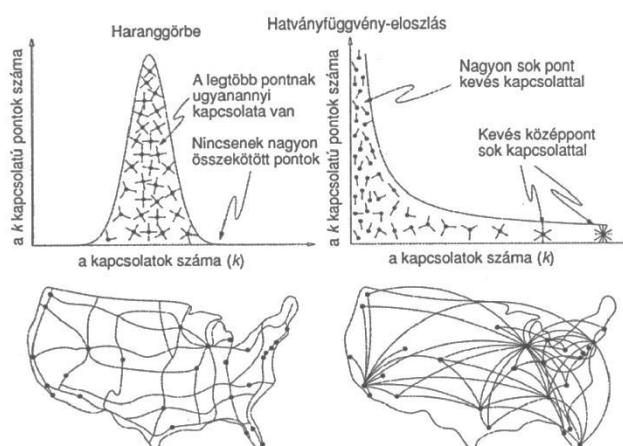 Haranggörbe
a k kapcsolatú pontok száma
A legtöbb pontnak
ugyanannyi
kapcsolata van
Nincsenek nagyon
összekötött pontok
a kapcsolatok száma (k)
Hatványfüggvény-eloszlás
a k kapcsolatú pontok száma
Nagyon sok pont
kevés kapcsolattal
Kevés középpont
sok kapcsolattal
a kapcsolatok száma (k)